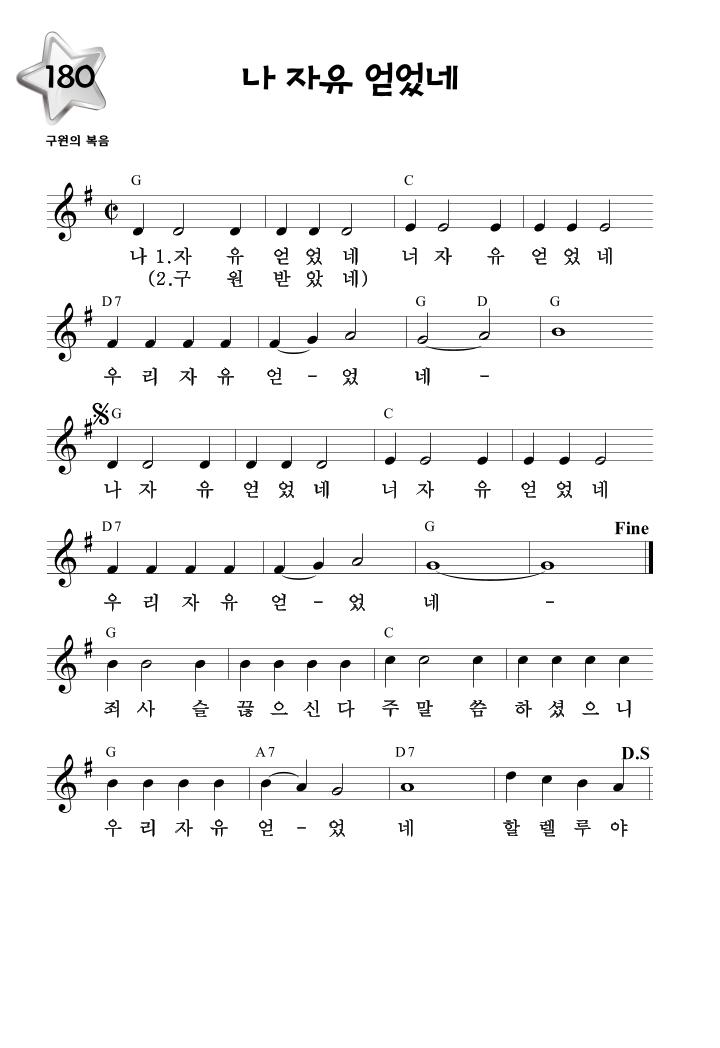 180
나 자유 얻었네
구원의 복음
G C
나 1.자 유 얻 었 네 너 자 유 얻 었 네
(2.구 원 받 았 네)
D7 G D G
우 리 자 유 얻 - 었 네 -
G C
나 자 유 얻 었 네 너 자 유 얻 었 네
D7 G Fine
우 리 자 유 얻 - 었 네 -
G C
죄 사 슬 끊 으 신 다 주 말 씀 하 셨 으 니
G A7 D7 D.S
우 리 자 유 얻 - 었 네 할 렐 루 야